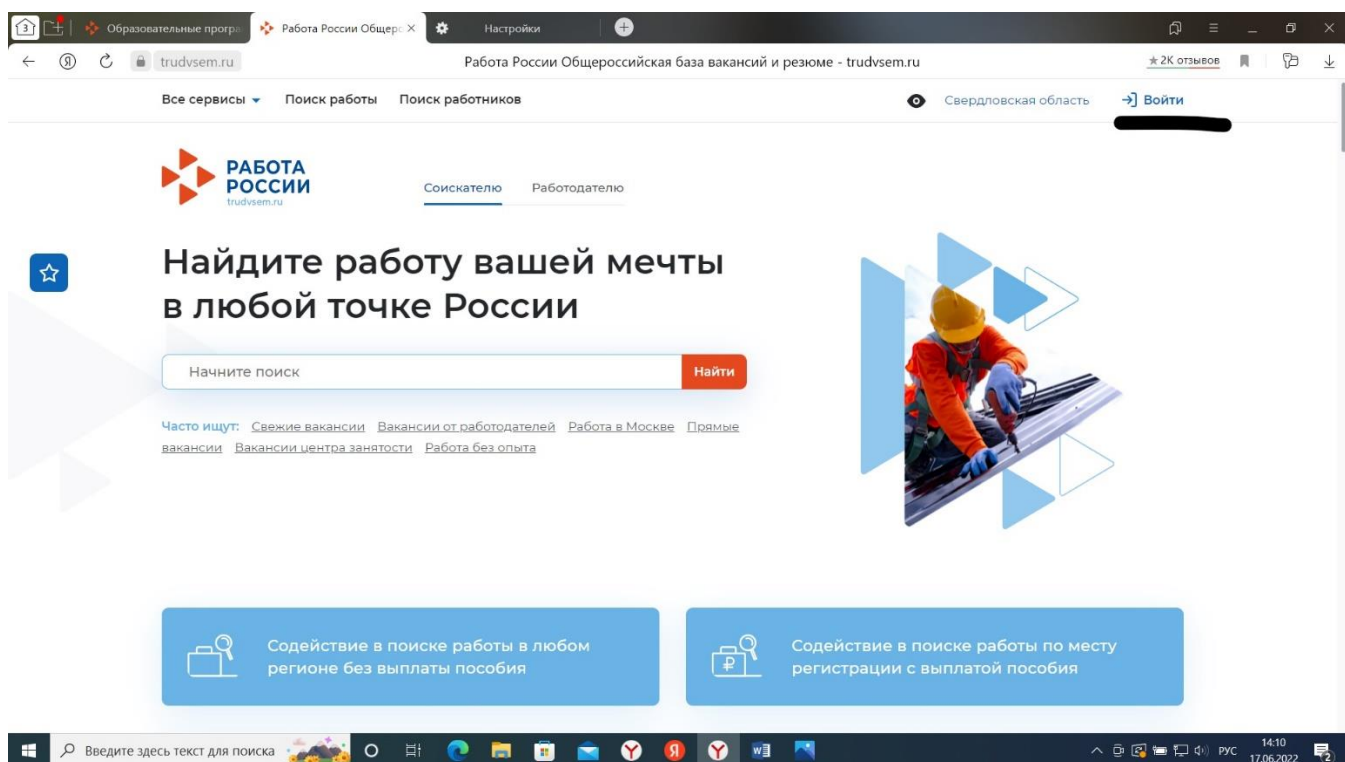 3
Образовательные програ
Работа России Общеро
Настройки
trudvsem.ru
Работа России Общероссийская база вакансий и резюме - trudvsem.ru
★ 2К отзывов
Все сервисы
Поиск работы
Поиск работников
Свердловская область
Войти
РАБОТА
РОССИИ
trudvsem.ru
Соискателю
Работодателю
Найдите работу вашей мечты
в любой точке России
Начните поиск
Найти
Часто ищут: Свежие вакансии Вакансии от работодателей Работа в Москве Прямые
вакансии Вакансии центра занятости Работа без опыта
Содействие в поиске работы в любом
регионе без выплаты пособия
Содействие в поиске работы по месту
регистрации с выплатой пособия
Введите здесь текст для поиска
РУС
14:10
17.06.2022
2